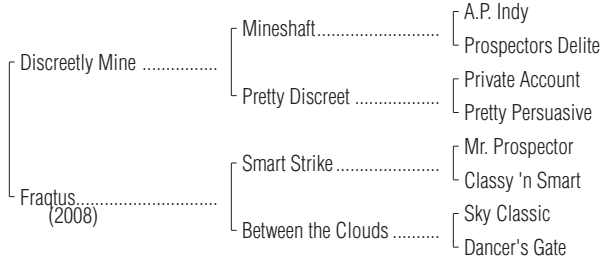 A.P. Indy
Mineshaft..............................
Prospectors Delite
Discreetly Mine ................
Private Account
Pretty Discreet .....................
Pretty Persuasive
Mr. Prospector
Smart Strike ..........................
Classy 'n Smart
Fraqtus..............................
(2008)
Sky Classic
Between the Clouds ..........
Dancer's Gate